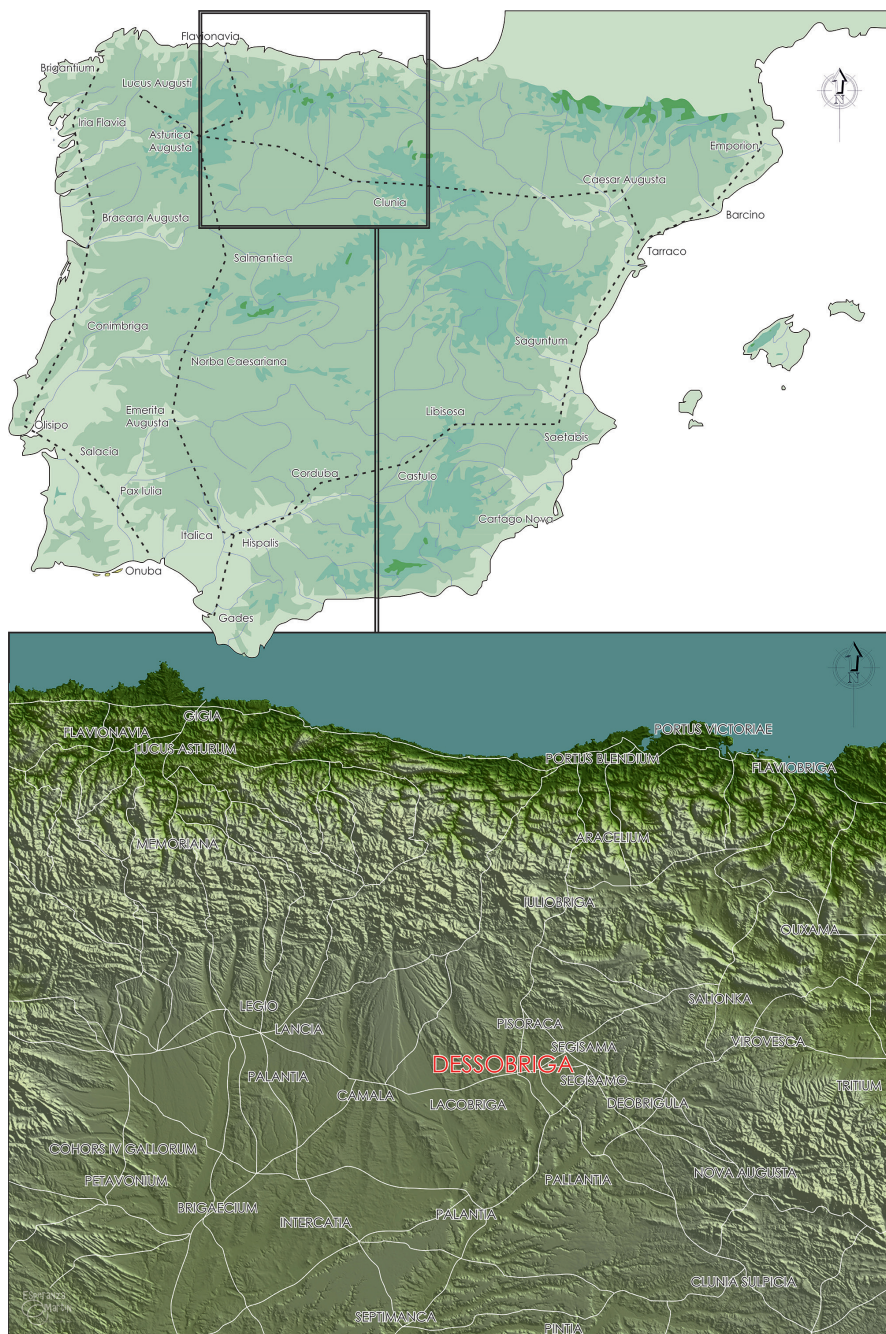 Flavionavia
Brigantium
Lucus Augusti
Iria Flavia
Asturica
Augusta
Emporion
Caesar Augusta
Clunia
Bracara Augusta
Barcino
Tarraco
Salmantica
Conimbriga
Saguntum
Norba Caesariana
Emerita
Augusta
Libisosa
Olisipo
Saetabis
Salacia
Corduba
Castulo
Pax Iulia
Cartago Nova
Italica
Hispalis
Onuba
Gades
N
N
GIGIA
FLAVIONAVIA
PORTUS VICTORIAE
LUCUS ASTURUM
PORTUS BLENDIUM
FLAVIOBRIGA
MEMORIANA
ARACELIUM
IULIOBRIGA
OUXAMA
LEGIO
SALIONKA
LANCIA
PISORACA
VIROVESCA
SEGISAMA
DESSOBRIGA
PALANTIA
SEGISAMO
TRITIUM
CAMALA
LACOBRIGA
DEOBRIGULA
COHORS IV GALLORUM
NOVA AUGUSTA
PETAVONIUM
PALLANTIA
BRIGAECIUM
PALANTIA
INTERCATIA
CLUNIA SULPICIA
SEPTIMANCA
PINTIA